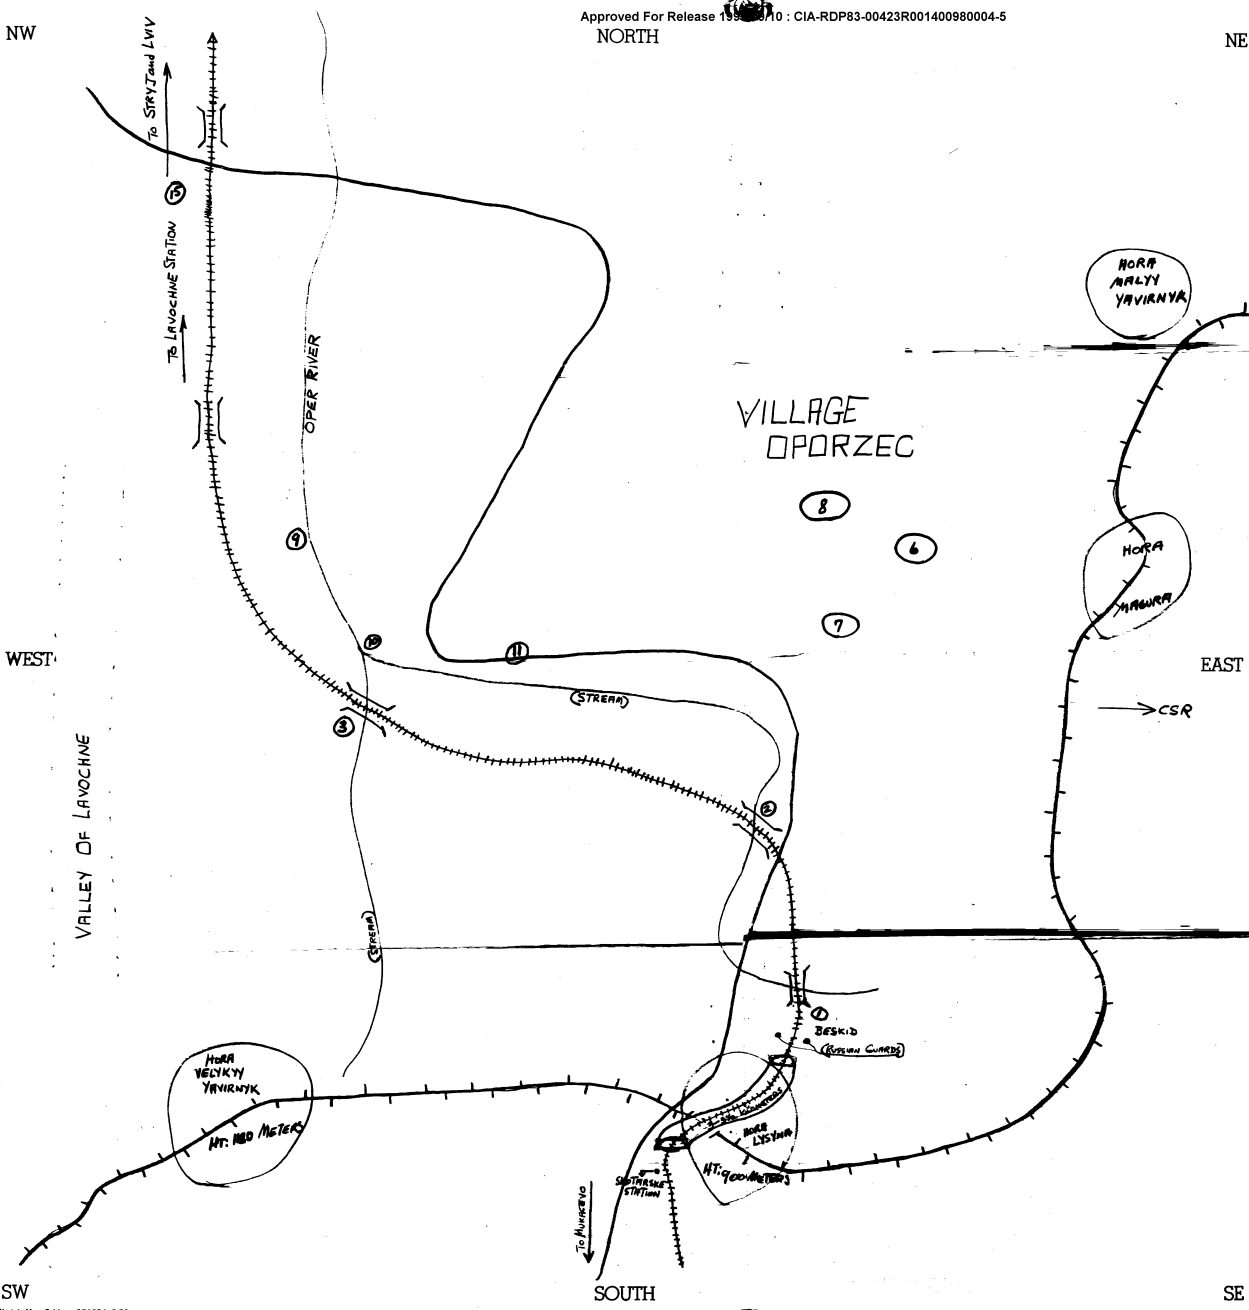 Approved For Release 199 /10 : CIA-RDP83-00423R001400980004-5
NW
NORTH
NE
To STRYJ and LVIV
15
To LAVOCHNE STATION
OPER RIVER
HORA
MALYY
YAVIRNYK
VILLAGE
OPORZEC
8
6
7
9
10
11
HORA
MAGURA
WEST
EAST
(STREAM)
CSR
3
2
VALLEY OF LAVOCHNE
(STREAM)
1
BESKID
(RUSSIAN GUARDS)
HORA
VELYKYY
YAVIRNYK
HT: 1180 METERS
KILOMETERS
HORA
LYSYNA
HT: 900 METERS
SKOTARSKE
STATION
To MUKACEVO
SW
SOUTH
SE